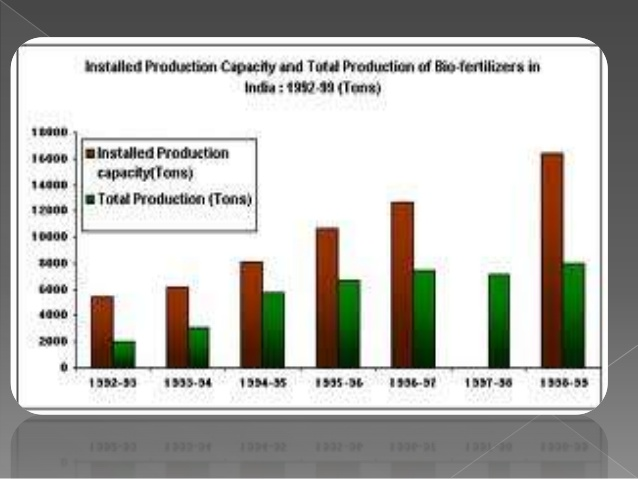 Installed Production Capacity and Total Production of Bio-fertilizers in
India : 1992-99 (Tons)
18000
16000
14000
12000
10000
8000
6000
4000
2000
0
Installed Production
capacity(Tons)
Total Production (Tons)
1992-93 1993-94 1994-95 1995-96 1996-97 1997-98 1998-99